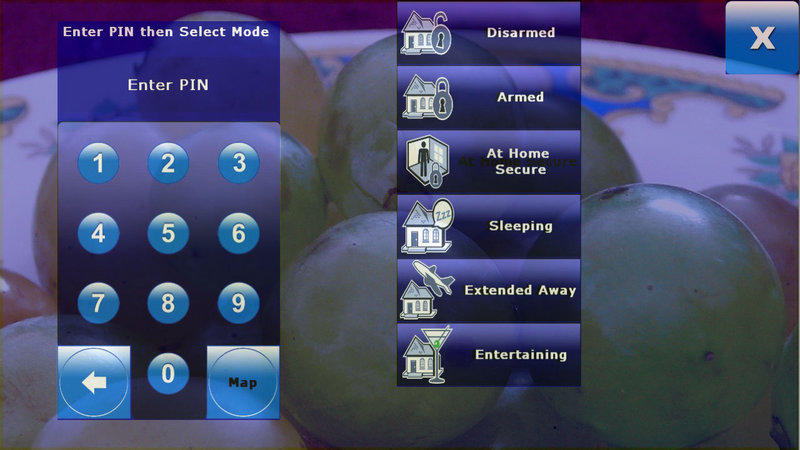 Enter PIN then Select Mode
Enter PIN
1 2 3
4 5 6
7 8 9
0 Map
Disarmed
Armed
At Home
Secure
Zzz
Sleeping
Extended Away
Entertaining
X